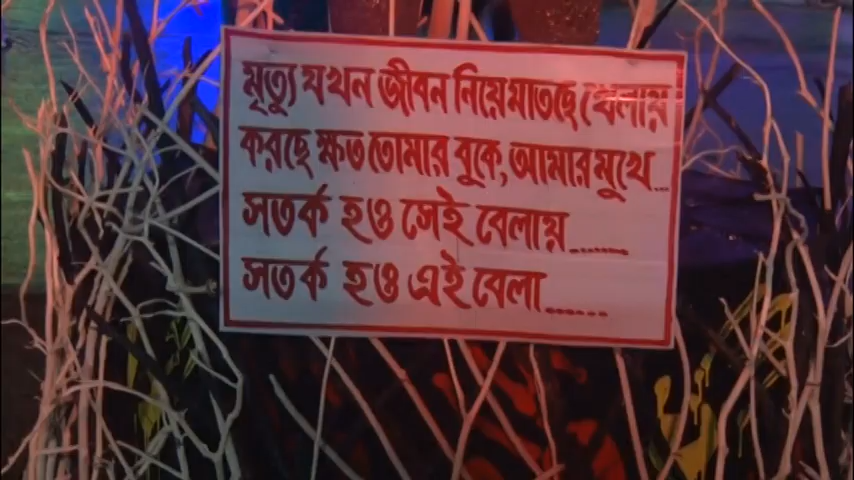 মৃত্যু যখন জীবন নিয়ে মাতছে খেলায়
করছে ক্ষত তোমার বুকে, আমার মুখে...
সতর্ক হও সেই বেলায়.......
সতর্ক হও এই বেলা.......